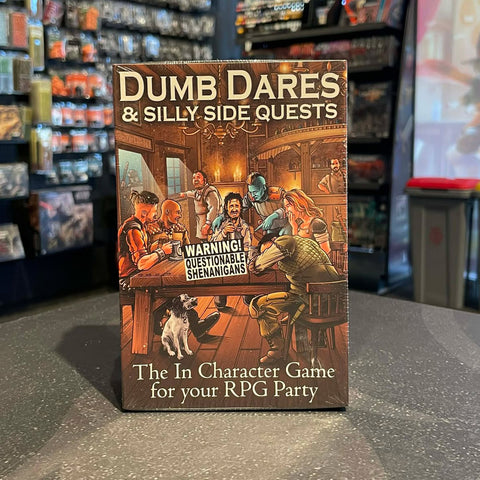 DUMB DARES
& SILLY SIDE QUESTS
WARNING!
QUESTIONABLE
SHENANIGANS
The In Character Game
for your RPG Party